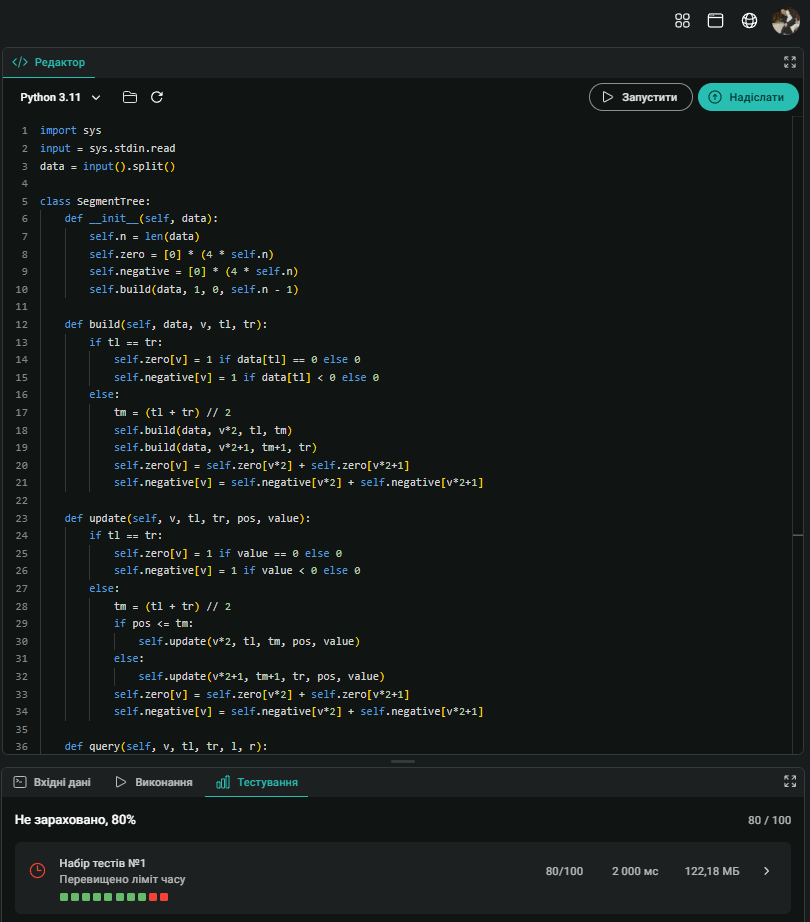 </> Редактор
Python 3.11
Запустити
Надіслати
1 import sys
2 input = sys.stdin.read
3 data = input().split()
4
5 class SegmentTree:
6     def __init__(self, data):
7         self.n = len(data)
8         self.zero = [0] * (4 * self.n)
9         self.negative = [0] * (4 * self.n)
10         self.build(data, 1, 0, self.n - 1)
11
12     def build(self, data, v, tl, tr):
13         if tl == tr:
14             self.zero[v] = 1 if data[tl] == 0 else 0
15             self.negative[v] = 1 if data[tl] < 0 else 0
16         else:
17             tm = (tl + tr) // 2
18             self.build(data, v*2, tl, tm)
19             self.build(data, v*2+1, tm+1, tr)
20             self.zero[v] = self.zero[v*2] + self.zero[v*2+1]
21             self.negative[v] = self.negative[v*2] + self.negative[v*2+1]
22
23     def update(self, v, tl, tr, pos, value):
24         if tl == tr:
25             self.zero[v] = 1 if value == 0 else 0
26             self.negative[v] = 1 if value < 0 else 0
27         else:
28             tm = (tl + tr) // 2
29             if pos <= tm:
30                 self.update(v*2, tl, tm, pos, value)
31             else:
32                 self.update(v*2+1, tm+1, tr, pos, value)
33             self.zero[v] = self.zero[v*2] + self.zero[v*2+1]
34             self.negative[v] = self.negative[v*2] + self.negative[v*2+1]
35
36     def query(self, v, tl, tr, l, r):
Вхідні дані
Виконання
Тестування
Не зараховано, 80%
80 / 100
Набір тестів №1
Перевищено ліміт часу
80/100
2 000 мс
122,18 МБ